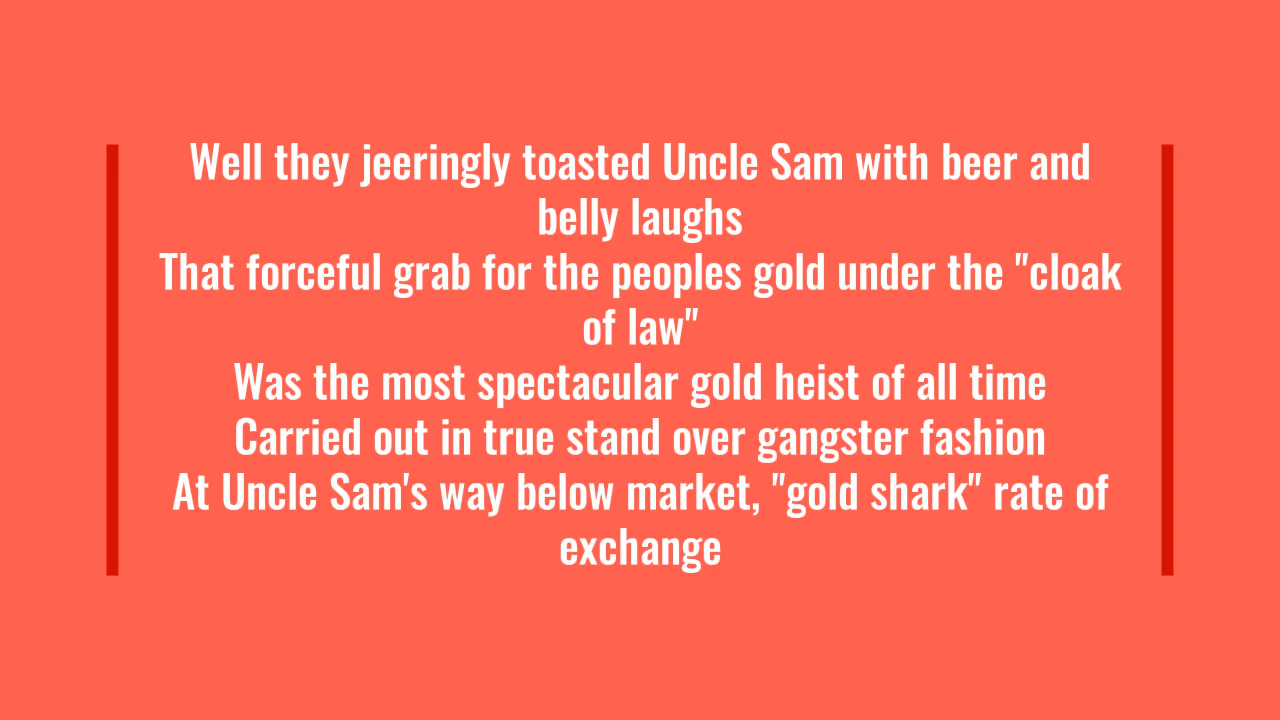 Well they jeeringly toasted Uncle Sam with beer and
belly laughs
That forceful grab for the peoples gold under the "cloak
of law"
Was the most spectacular gold heist of all time
Carried out in true stand over gangster fashion
At Uncle Sam's way below market, "gold shark" rate of
exchange